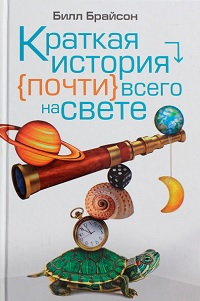 Билл Брайсон
Краткая
история
{почти} всего
на свете